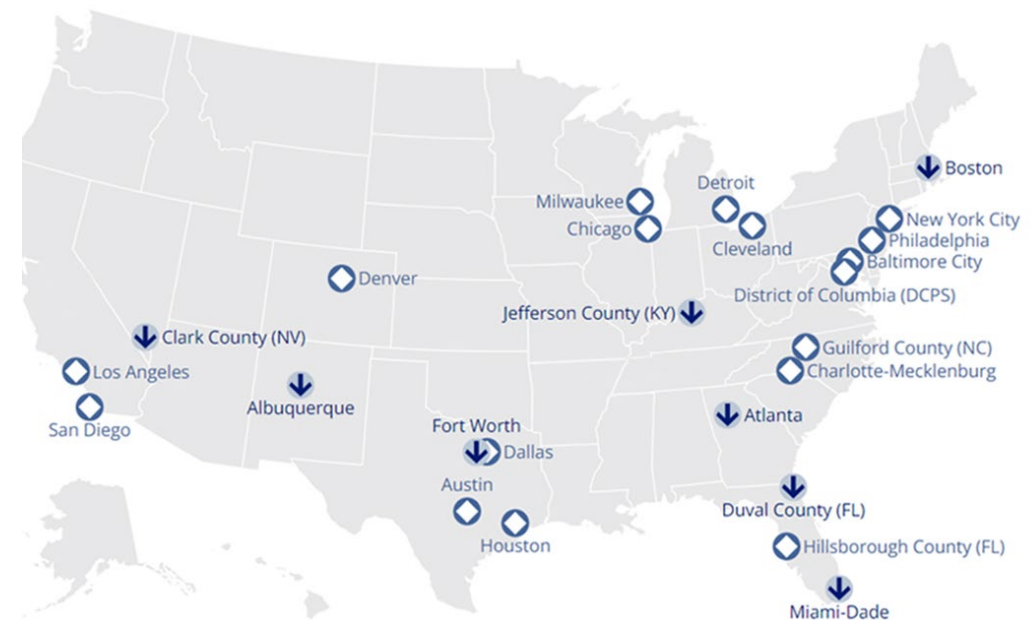 Boston
Detroit
Milwaukee
New York City
Chicago
Philadelphia
Cleveland
Baltimore City
Denver
District of Columbia (DCPS)
Jefferson County (KY)
Clark County (NV)
Guilford County (NC)
Los Angeles
Charlotte-Mecklenburg
Albuquerque
Atlanta
San Diego
Fort Worth
Dallas
Austin
Duval County (FL)
Houston
Hillsborough County (FL)
Miami-Dade